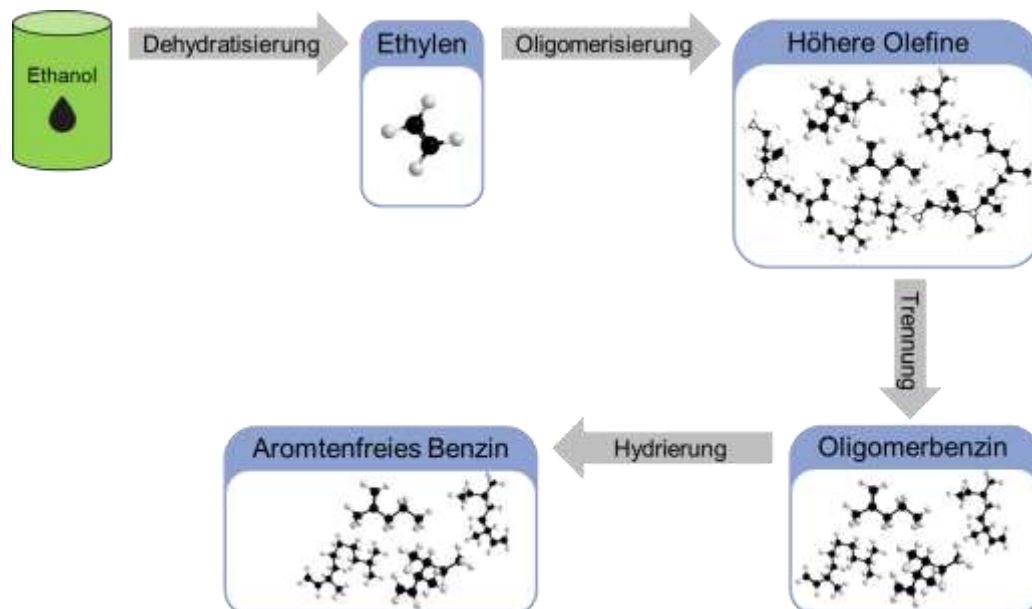 Ethanol
Dehydratisierung
Ethylen
Oligomerisierung
Höhere Olefine
Trennung
Oligomerbenzin
Hydrierung
Aromtenfreies Benzin